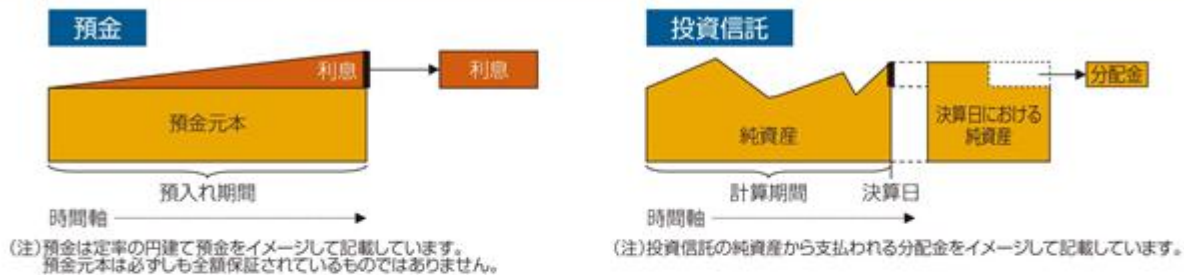 預金
利息
利息
預金元本
預入れ期間
時間軸
(注)預金は定率の円建て預金をイメージして記載しています。
預金元本は必ずしも全額保証されているものではありません。
投資信託
分配金
決算日における
純資産
純資産
計算期間
決算日
時間軸
(注)投資信託の純資産から支払われる分配金をイメージして記載しています。